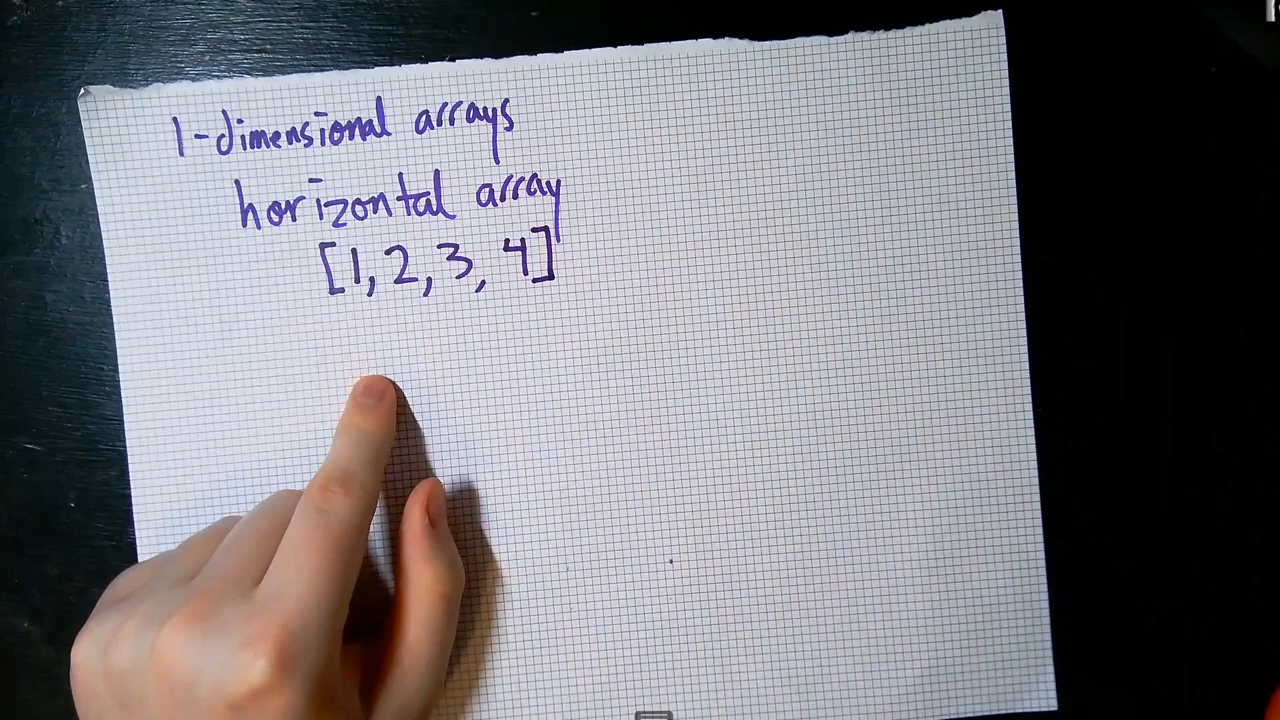 1-dimensional arrays
horizontal array
[1, 2, 3, 4]